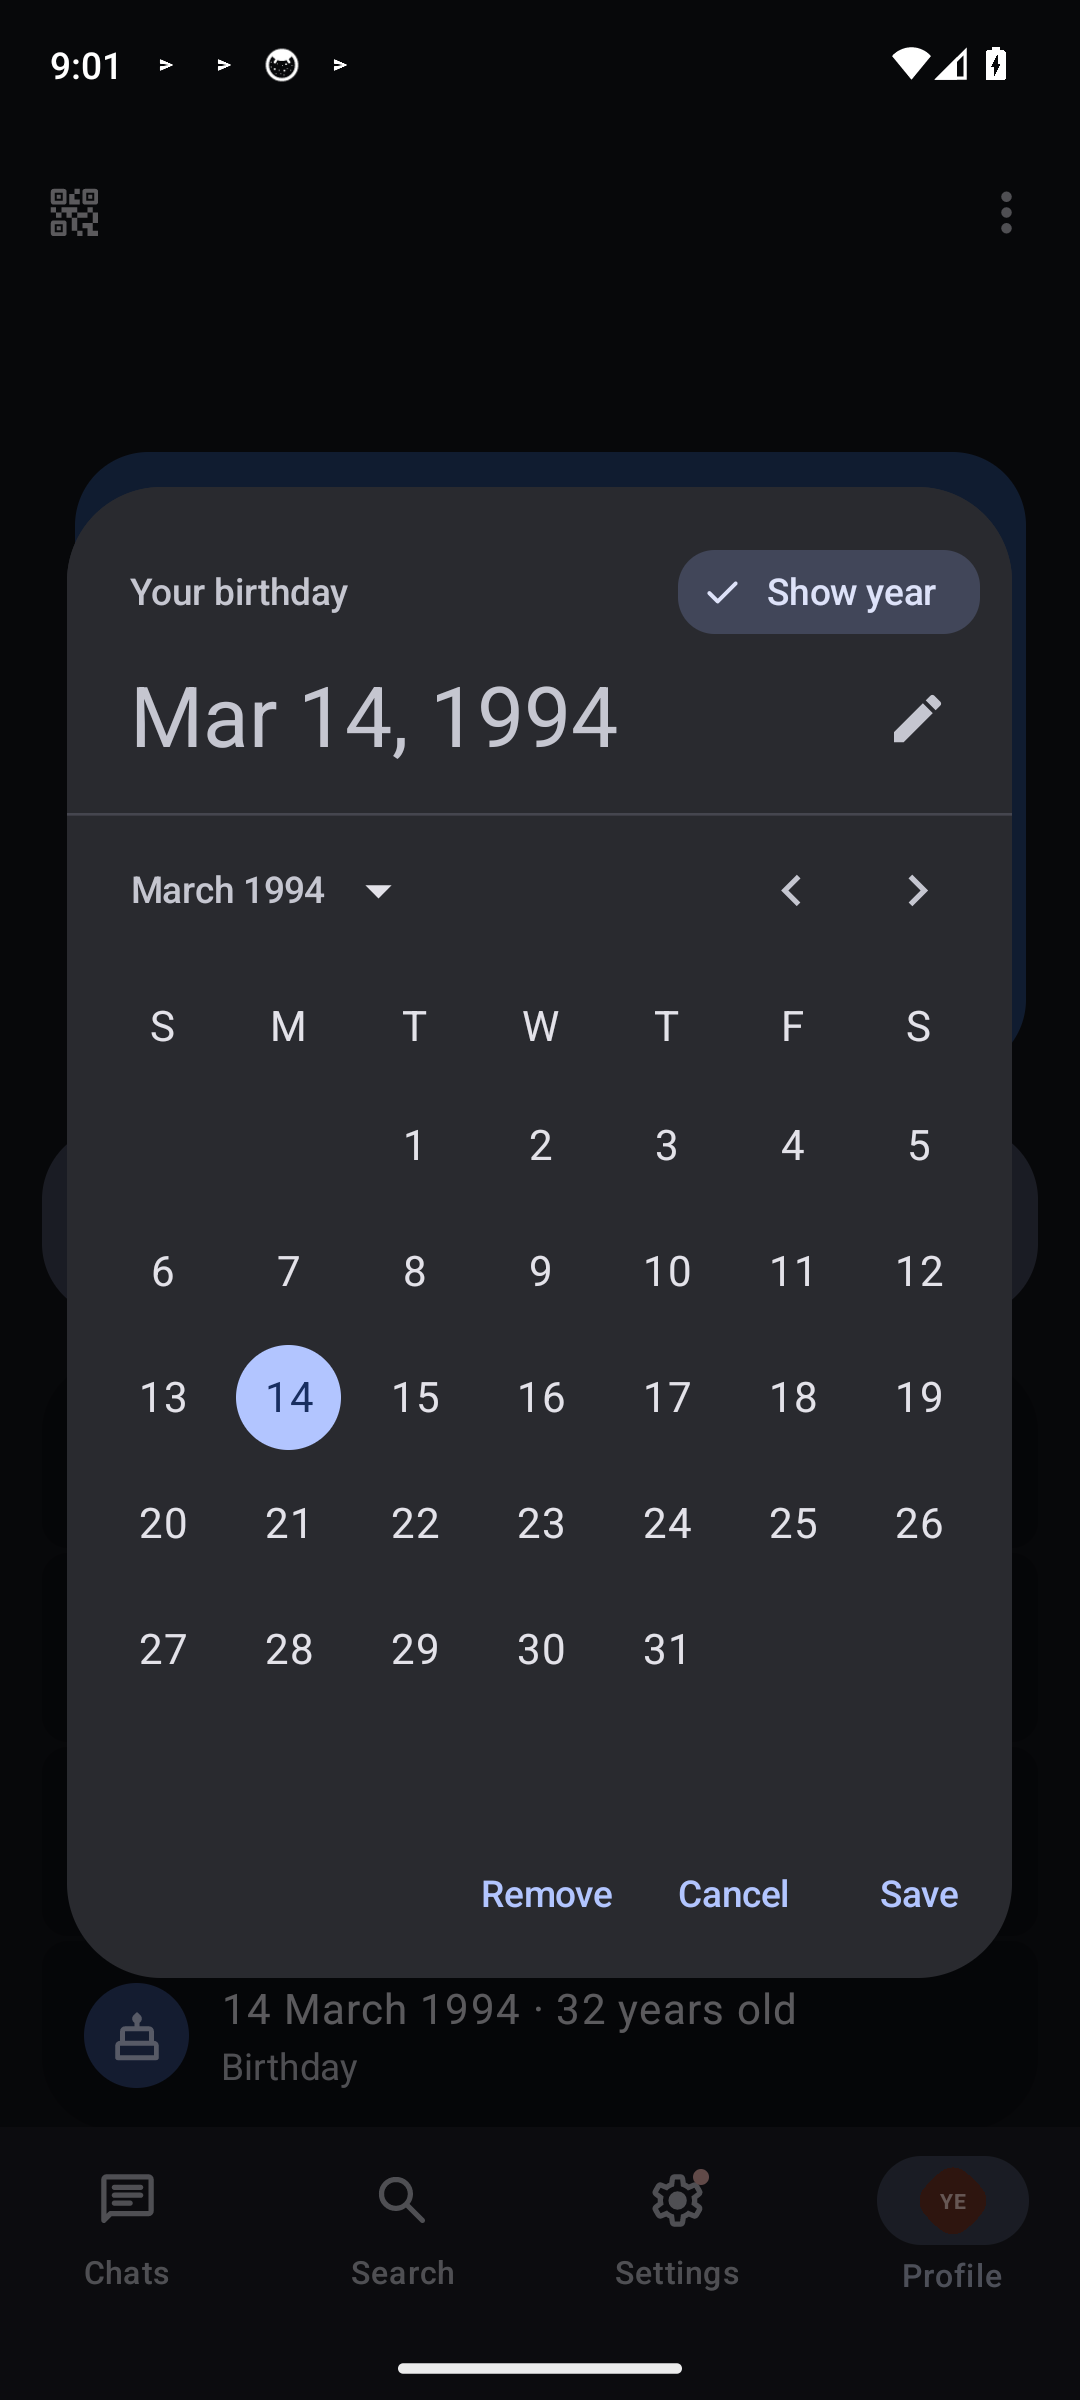 9:01
Your birthday
Show year
Mar 14, 1994
March 1994
S M T W T F S
1 2 3 4 5
6 7 8 9 10 11 12
13 14 15 16 17 18 19
20 21 22 23 24 25 26
27 28 29 30 31
Remove Cancel Save
14 March 1994 · 32 years old
Birthday
YE
Chats Search Settings Profile